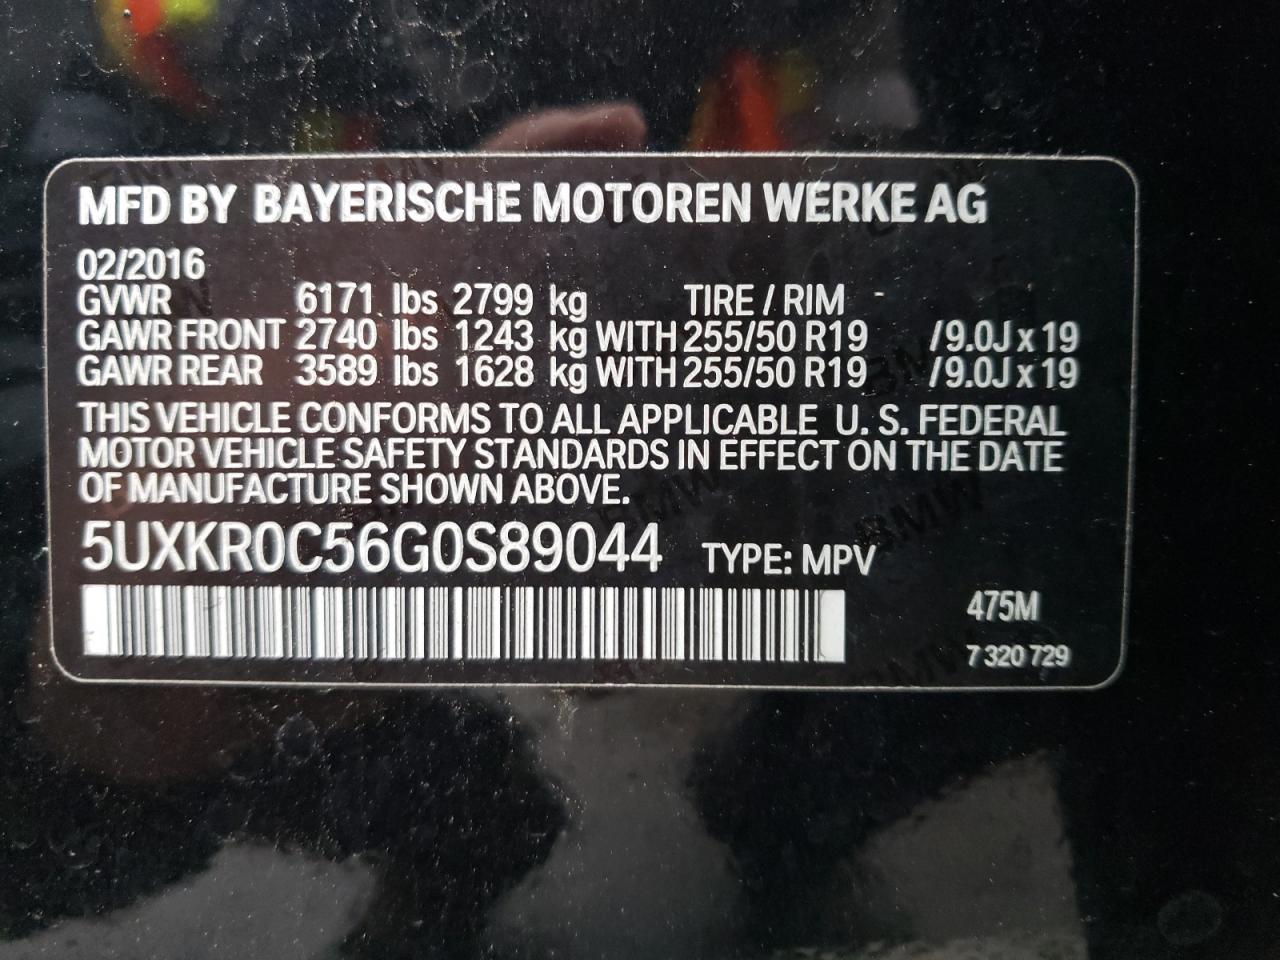 MFD BY BAYERISCHE MOTOREN WERKE AG
02/2016
GVWR 6171 lbs 2799 kg TIRE / RIM -
GAWR FRONT 2740 lbs 1243 kg WITH 255/50 R19 /9.0J x 19
GAWR REAR 3589 lbs 1628 kg WITH 255/50 R19 /9.0J x 19
THIS VEHICLE CONFORMS TO ALL APPLICABLE U. S. FEDERAL
MOTOR VEHICLE SAFETY STANDARDS IN EFFECT ON THE DATE
OF MANUFACTURE SHOWN ABOVE.
5UXKR0C56G0S89044 TYPE: MPV
475M
7 320 729